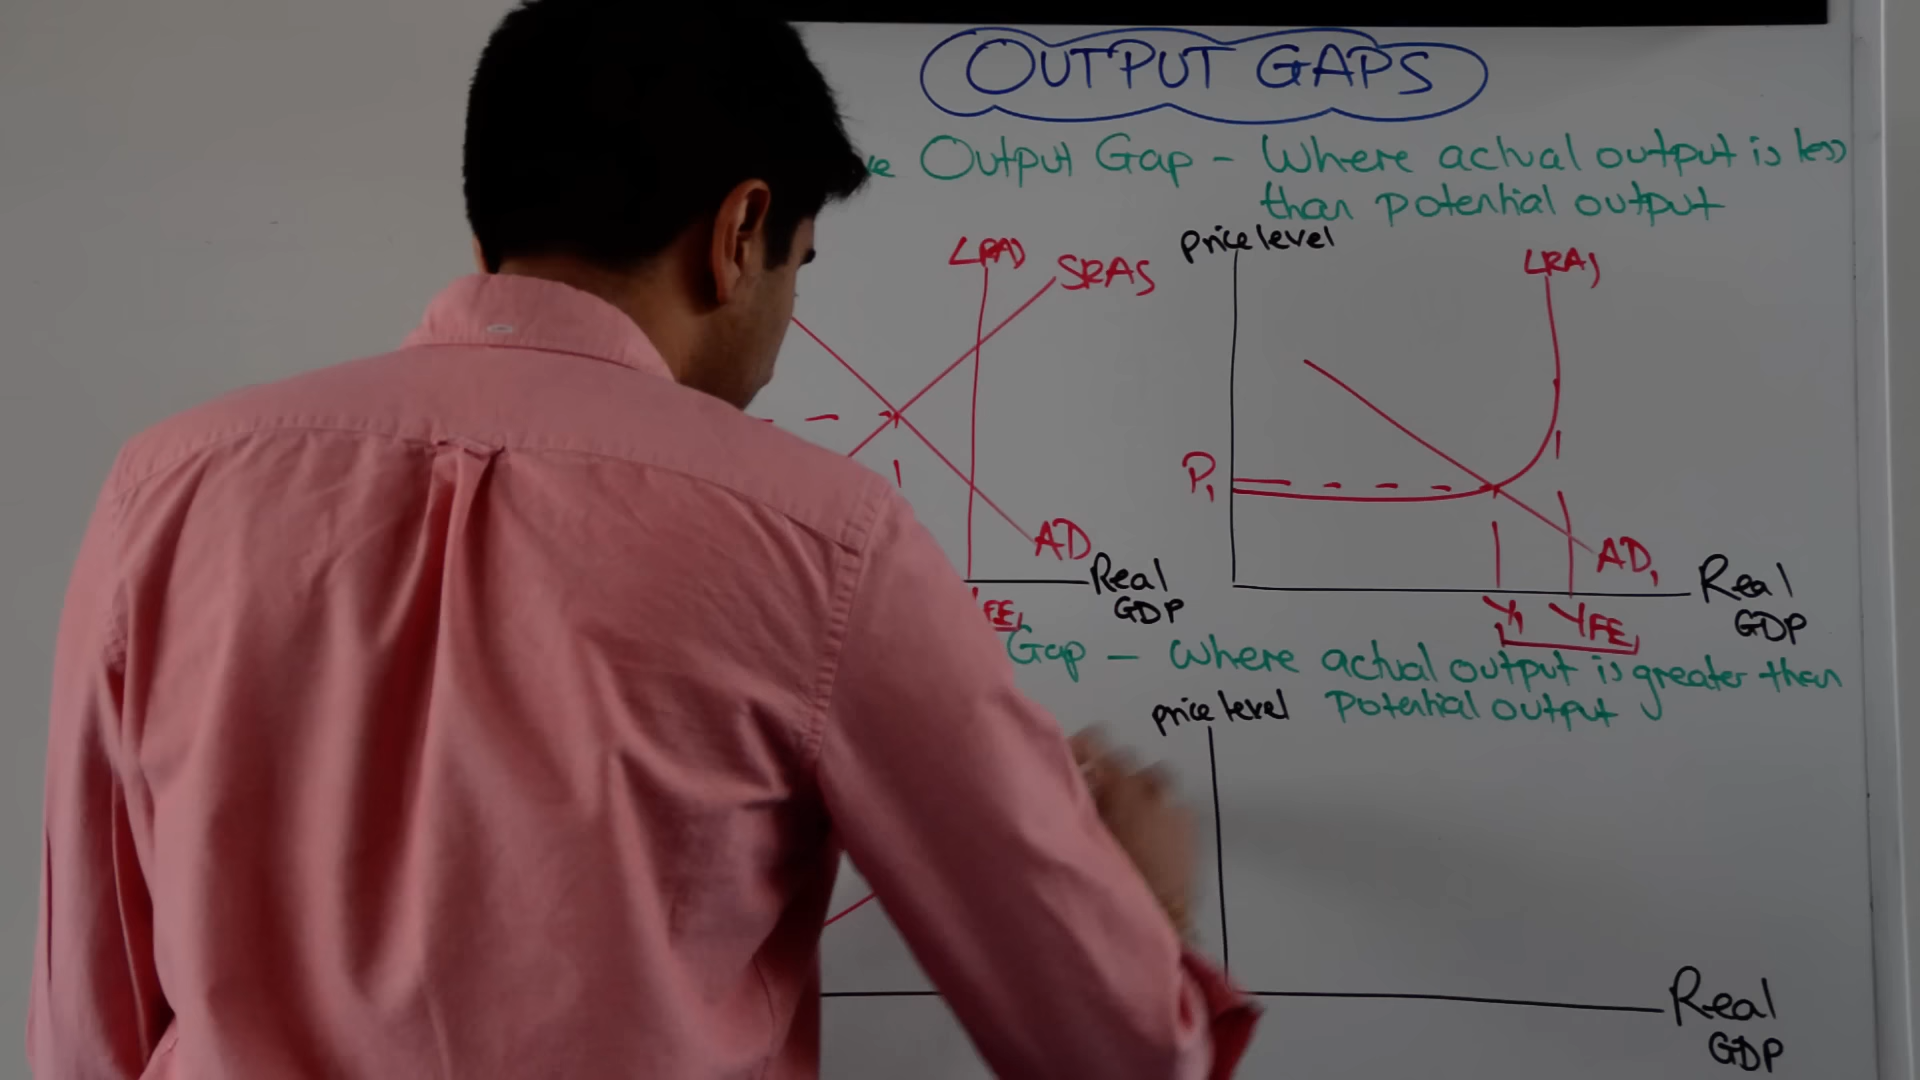 OUTPUT GAPS
Output Gap - Where actual output is less
than potential output
price level
LRAS
SRAS
LRAS
P1
AD
Real
GDP
FE1
AD1
Real
GDP
Y1 YFE1
Gap - Where actual output is greater than
potential output
price level
Real
GDP